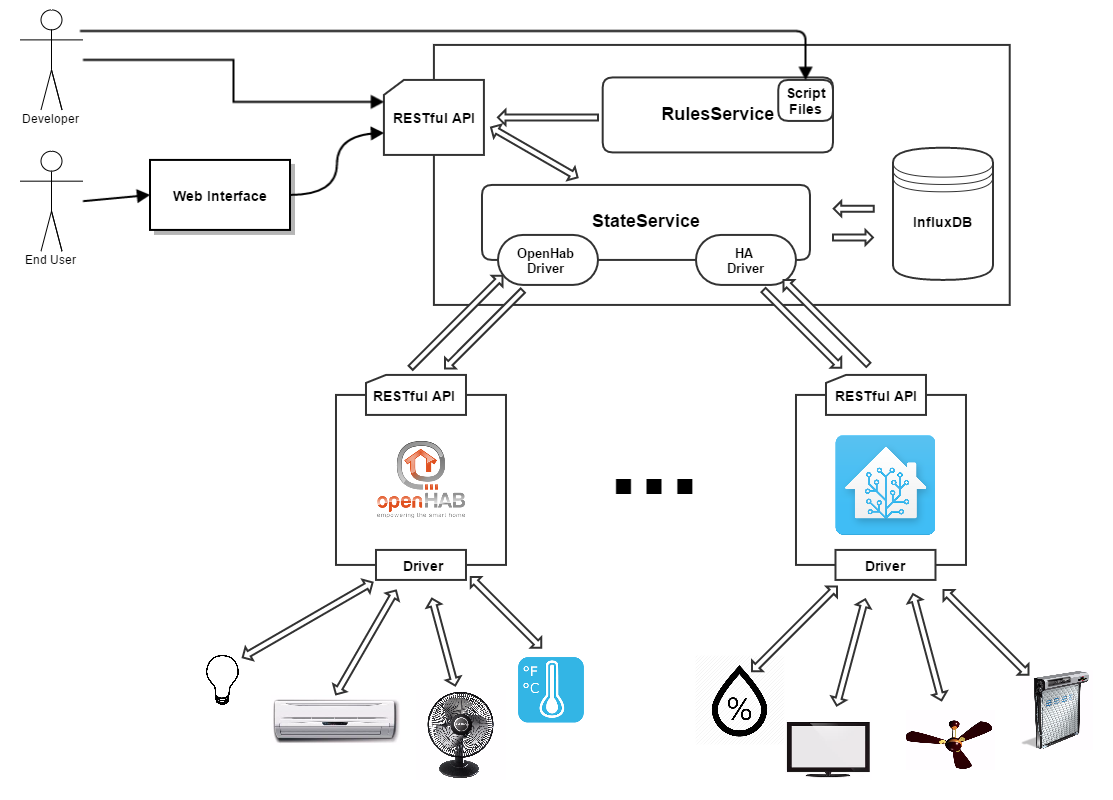 Developer
End User
Web Interface
RESTful API
RulesService
Script
Files
StateService
OpenHab
Driver
HA
Driver
InfluxDB
RESTful API
openHAB
empowering the smart home
Driver
RESTful API
Driver
°F
°C
%